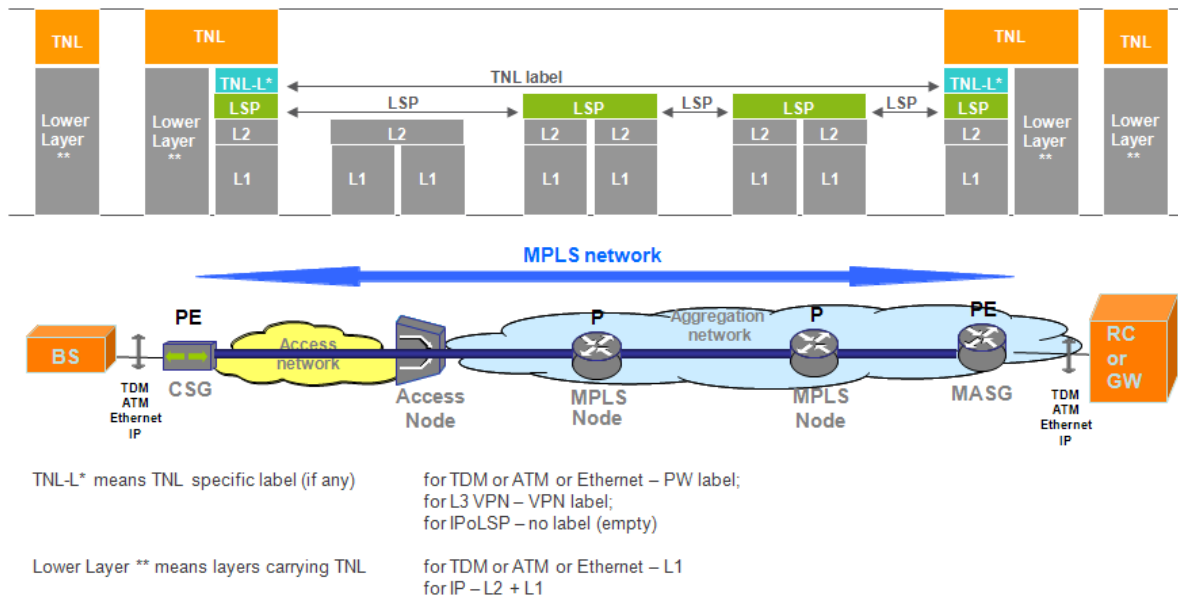 TNL
TNL
TNL
TNL
TNL-L*
TNL label
TNL-L*
LSP
LSP
LSP
LSP
LSP
LSP
LSP
Lower
Layer
**
Lower
Layer
**
L2
L2
L2
L2
L2
L2
L2
Lower
Layer
**
Lower
Layer
**
L1
L1
L1
L1
L1
L1
L1
L1
MPLS network
PE
P
Aggregation
network
P
PE
BS
Access
network
RC
or
GW
TDM
ATM
Ethernet
IP
CSG
Access
Node
MPLS
Node
MPLS
Node
MASG
TDM
ATM
Ethernet
IP
TNL-L* means TNL specific label (if any)
for TDM or ATM or Ethernet – PW label;
for L3 VPN – VPN label;
for IPoLSP – no label (empty)
Lower Layer ** means layers carrying TNL
for TDM or ATM or Ethernet – L1
for IP – L2 + L1